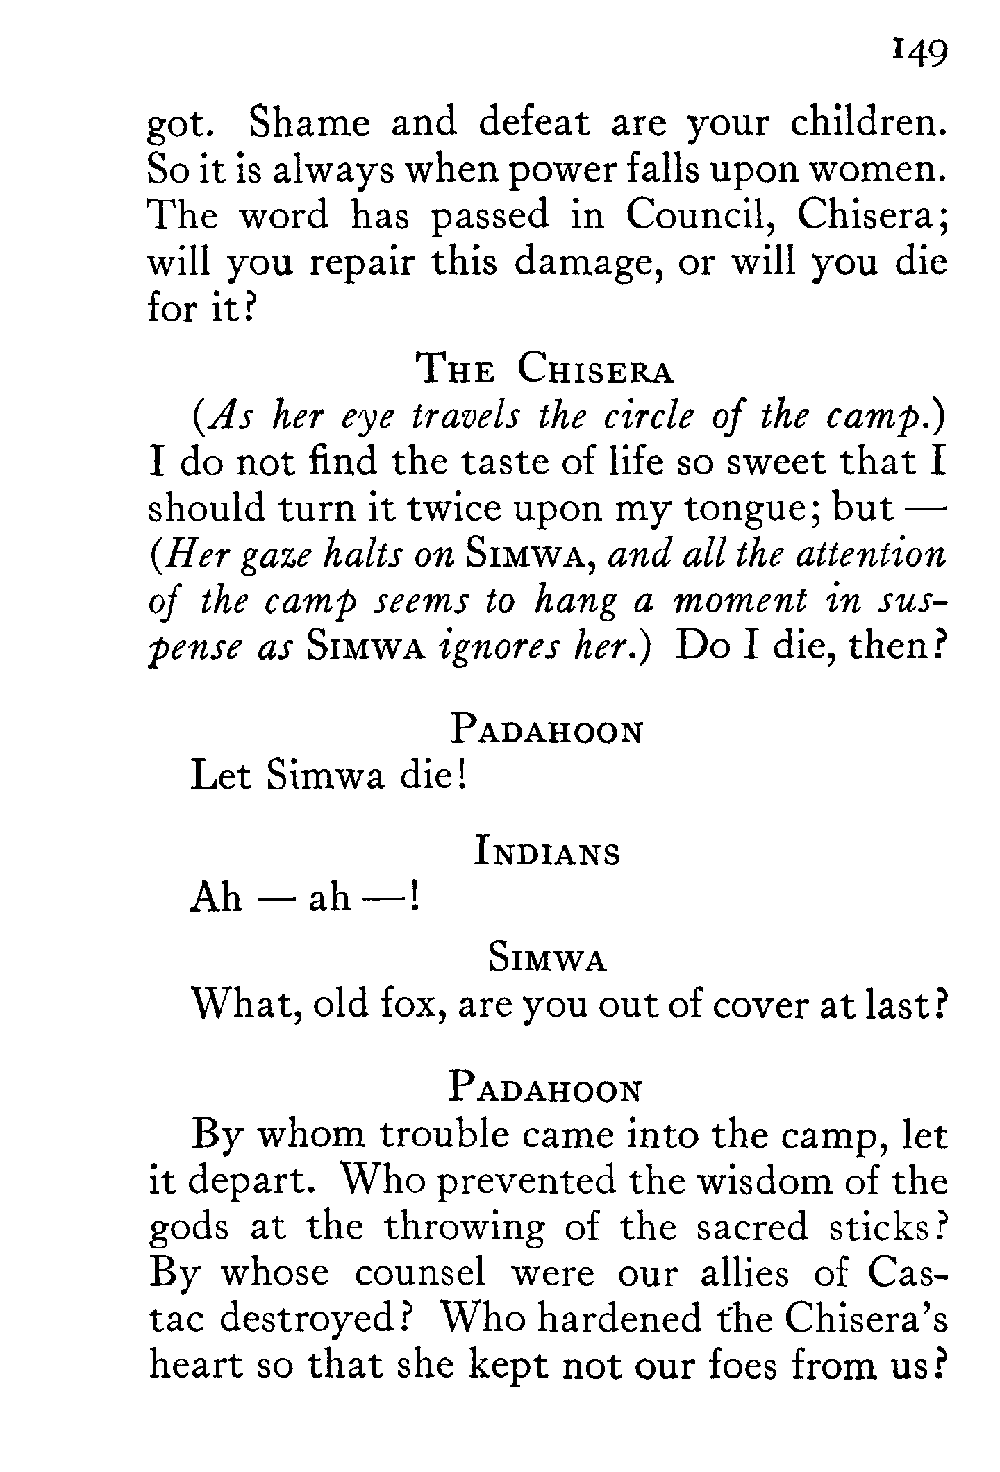 149
got. Shame and defeat are your children.
So it is always when power falls upon women.
The word has passed in Council, Chisera;
will you repair this damage, or will you die
for it?
The Chisera
(As her eye travels the circle of the camp.)
I do not find the taste of life so sweet that I
should turn it twice upon my tongue; but —
(Her gaze halts on Simwa, and all the attention
of the camp seems to hang a moment in sus-
pense as Simwa ignores her.) Do I die, then?
Padahoon
Let Simwa die!
Indians
Ah — ah —!
Simwa
What, old fox, are you out of cover at last?
Padahoon
By whom trouble came into the camp, let
it depart. Who prevented the wisdom of the
gods at the throwing of the sacred sticks?
By whose counsel were our allies of Cas-
tac destroyed? Who hardened the Chisera's
heart so that she kept not our foes from us?